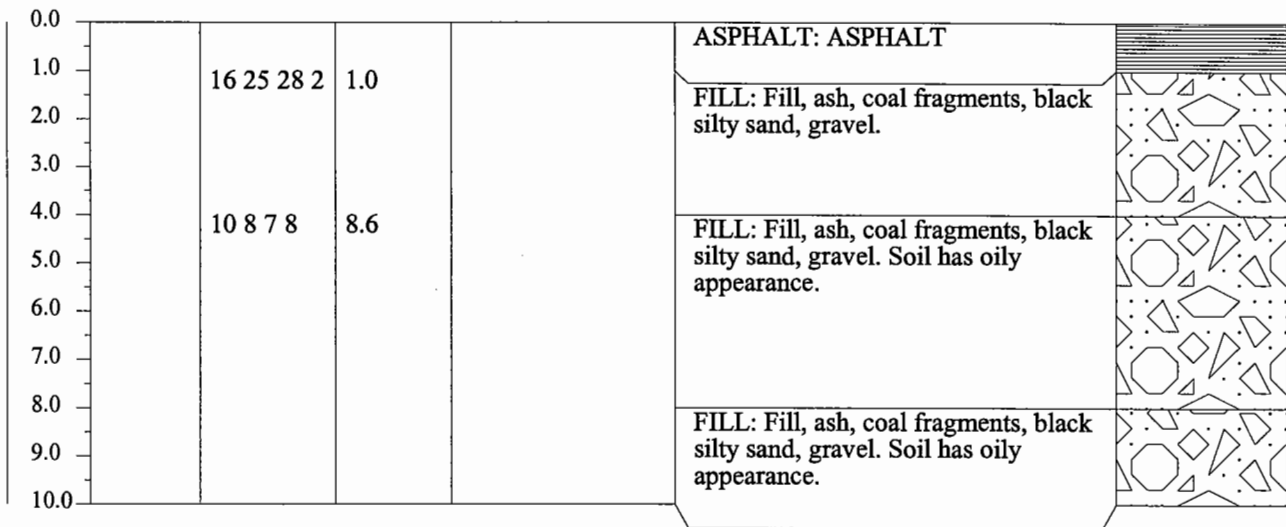 0.0
ASPHALT: ASPHALT
1.0
16 25 28 2 1.0
FILL: Fill, ash, coal fragments, black
silty sand, gravel.
2.0
3.0
4.0
10 8 7 8 8.6
FILL: Fill, ash, coal fragments, black
silty sand, gravel. Soil has oily
appearance.
5.0
6.0
7.0
8.0
FILL: Fill, ash, coal fragments, black
silty sand, gravel. Soil has oily
appearance.
9.0
10.0